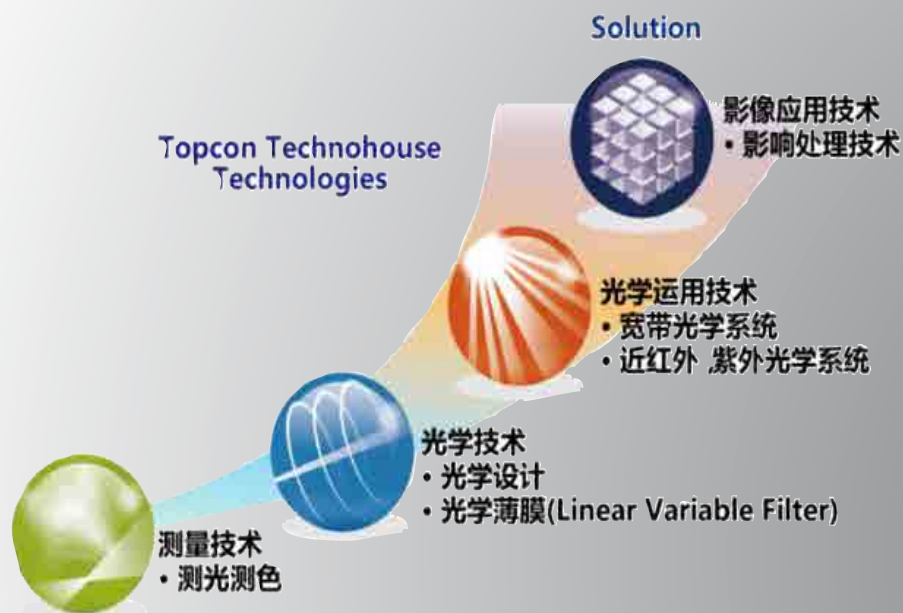 Solution
影像应用技术
• 影响处理技术
Topcon Technohouse
Technologies
光学运用技术
• 宽带光学系统
• 近红外 ,紫外光学系统
光学技术
• 光学设计
• 光学薄膜(Linear Variable Filter)
测量技术
• 测光测色